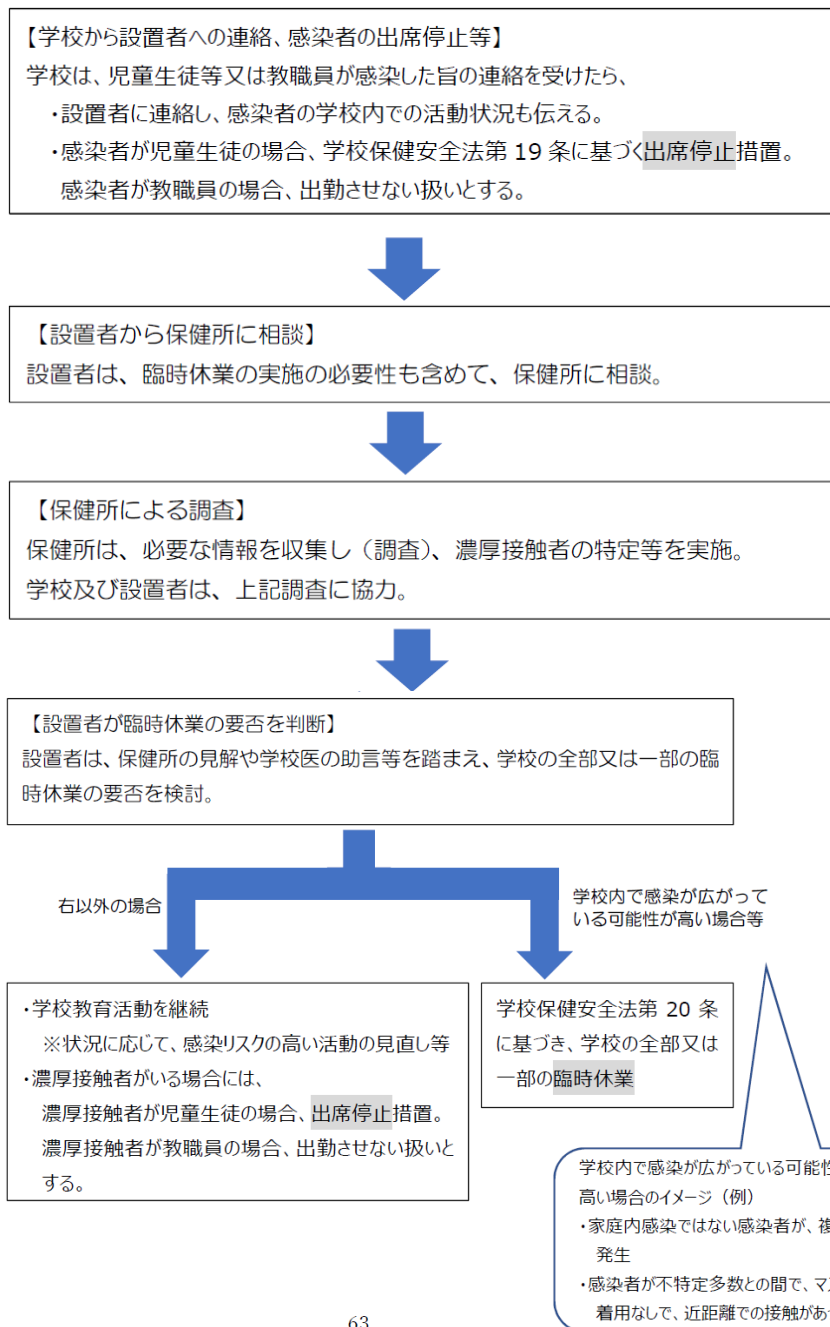 【学校から設置者への連絡、感染者の出席停止等】
学校は、児童生徒等又は教職員が感染した旨の連絡を受けたら、
・設置者に連絡し、感染者の学校内での活動状況も伝える。
・感染者が児童生徒の場合、学校保健安全法第 19 条に基づく出席停止措置。
感染者が教職員の場合、出勤させない扱いとする。
【設置者から保健所に相談】
設置者は、臨時休業の実施の必要性も含めて、保健所に相談。
【保健所による調査】
保健所は、必要な情報を収集し（調査）、濃厚接触者の特定等を実施。
学校及び設置者は、上記調査に協力。
【設置者が臨時休業の要否を判断】
設置者は、保健所の見解や学校医の助言等を踏まえ、学校の全部又は一部の臨
時休業の要否を検討。
右以外の場合
学校内で感染が広がって
いる可能性が高い場合等
・学校教育活動を継続
※状況に応じて、感染リスクの高い活動の見直し等
・濃厚接触者がいる場合には、
濃厚接触者が児童生徒の場合、出席停止措置。
濃厚接触者が教職員の場合、出勤させない扱いと
する。
学校保健安全法第 20 条
に基づき、学校の全部又は
一部の臨時休業
学校内で感染が広がっている可能性
高い場合のイメージ（例）
・家庭内感染ではない感染者が、複
発生
・感染者が不特定多数との間で、マス
着用なしで、近距離での接触があ
63